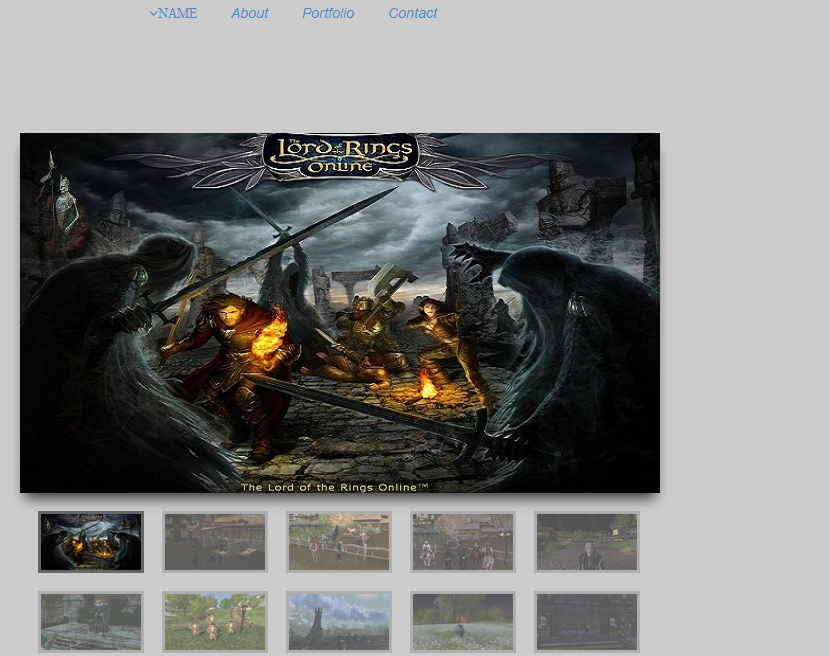 NAME About Portfolio Contact
The
Lord of the Rings
Online
The Lord of the Rings Online™